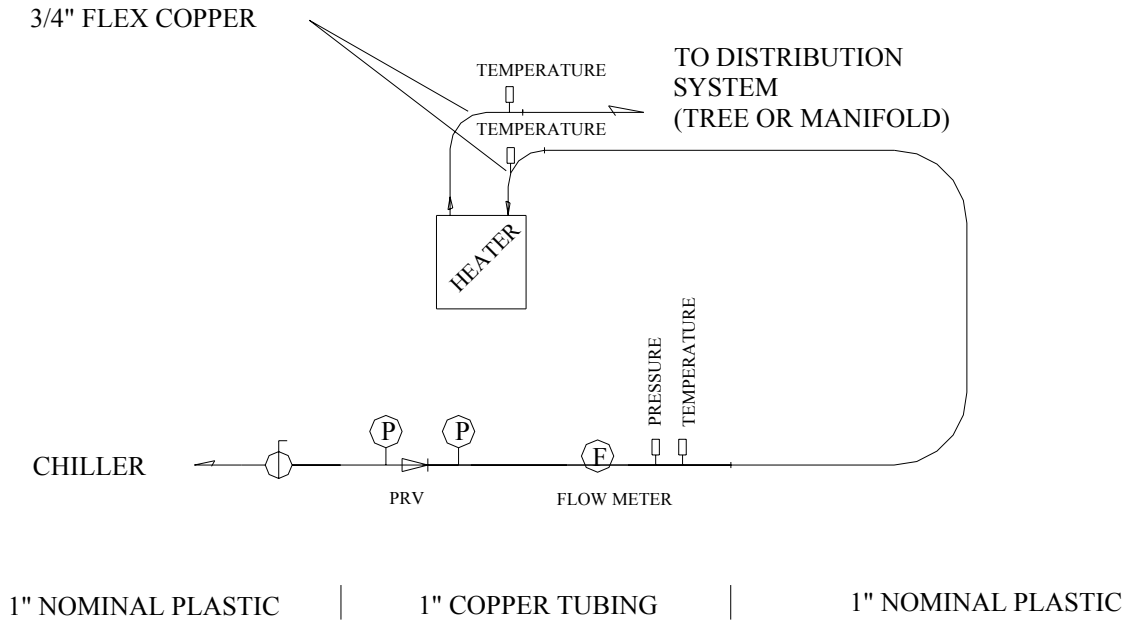 3/4" FLEX COPPER
TEMPERATURE
TO DISTRIBUTION
SYSTEM
(TREE OR MANIFOLD)
TEMPERATURE
HEATER
PRESSURE
TEMPERATURE
P
P
F
CHILLER
PRV
FLOW METER
1" NOMINAL PLASTIC
1" COPPER TUBING
1" NOMINAL PLASTIC